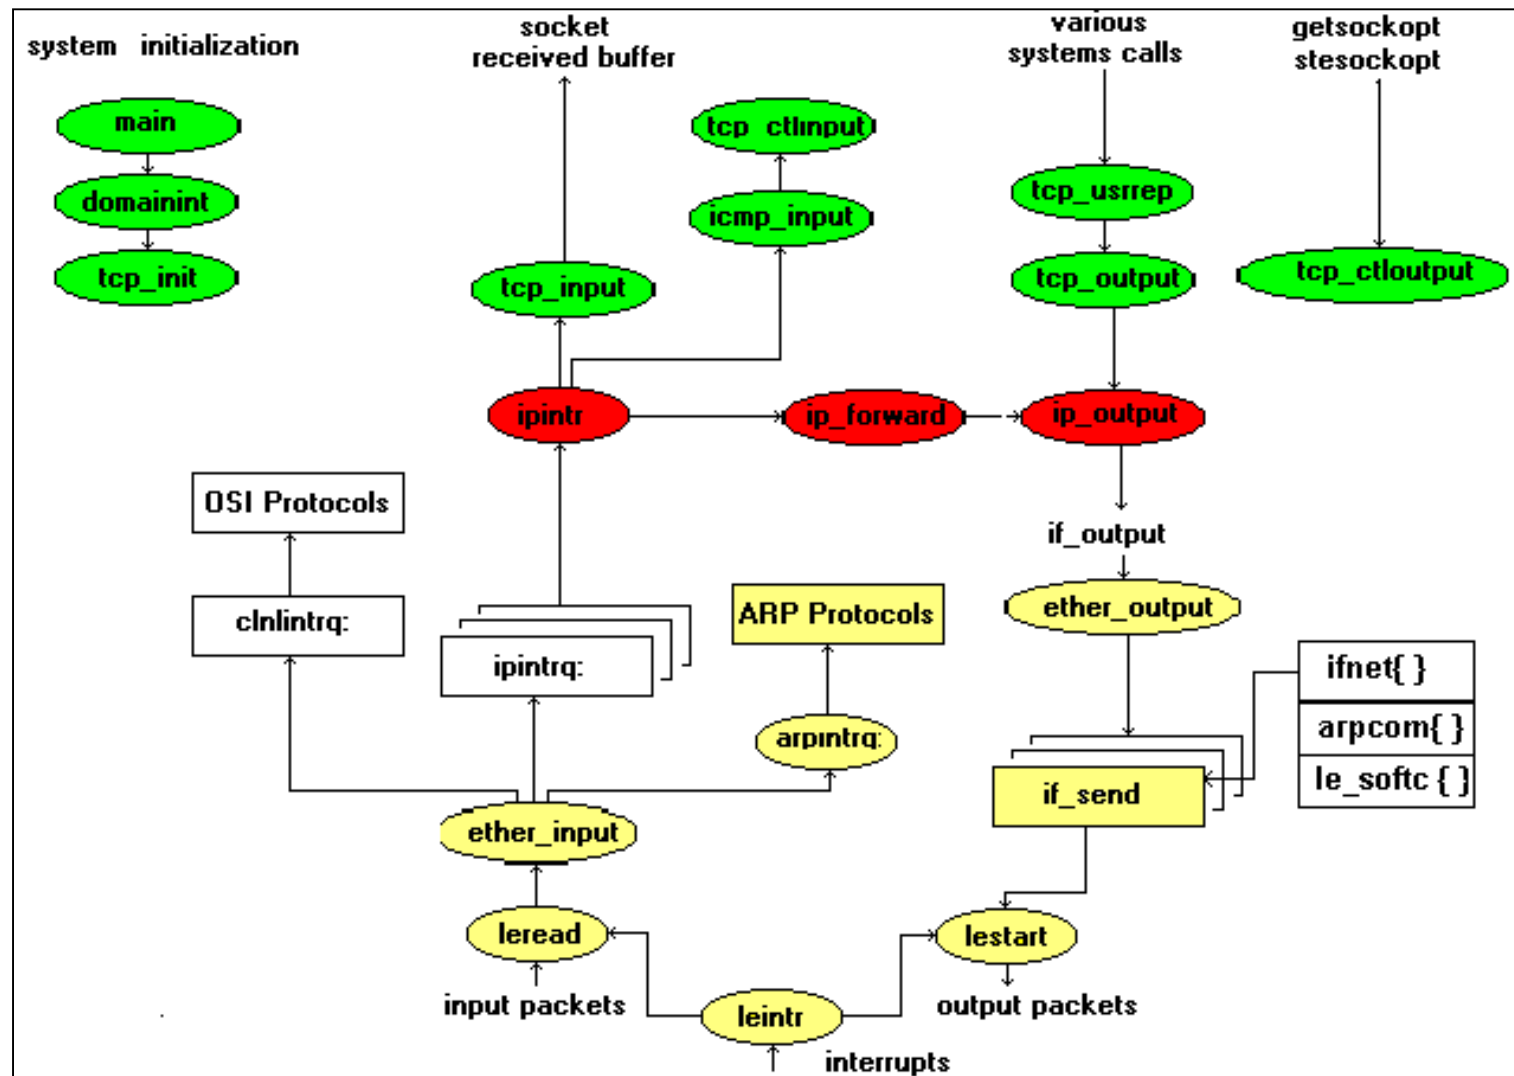 system initialization
socket
received buffer
various
systems calls
getsockopt
stesockopt
main
tcp_ctlinput
domainint
tcp_usrrep
icmp_input
tcp_init
tcp_input
tcp_output
tcp_ctloutput
ipintr
ip_forward
ip_output
OSI Protocols
if_output
clnlintrq:
ARP Protocols
ether_output
ipintrq:
ifnet{ }
arpintrq:
arpcom{ }
if_send
le_softc { }
ether_input
leread
lestart
input packets
leintr
output packets
interrupts